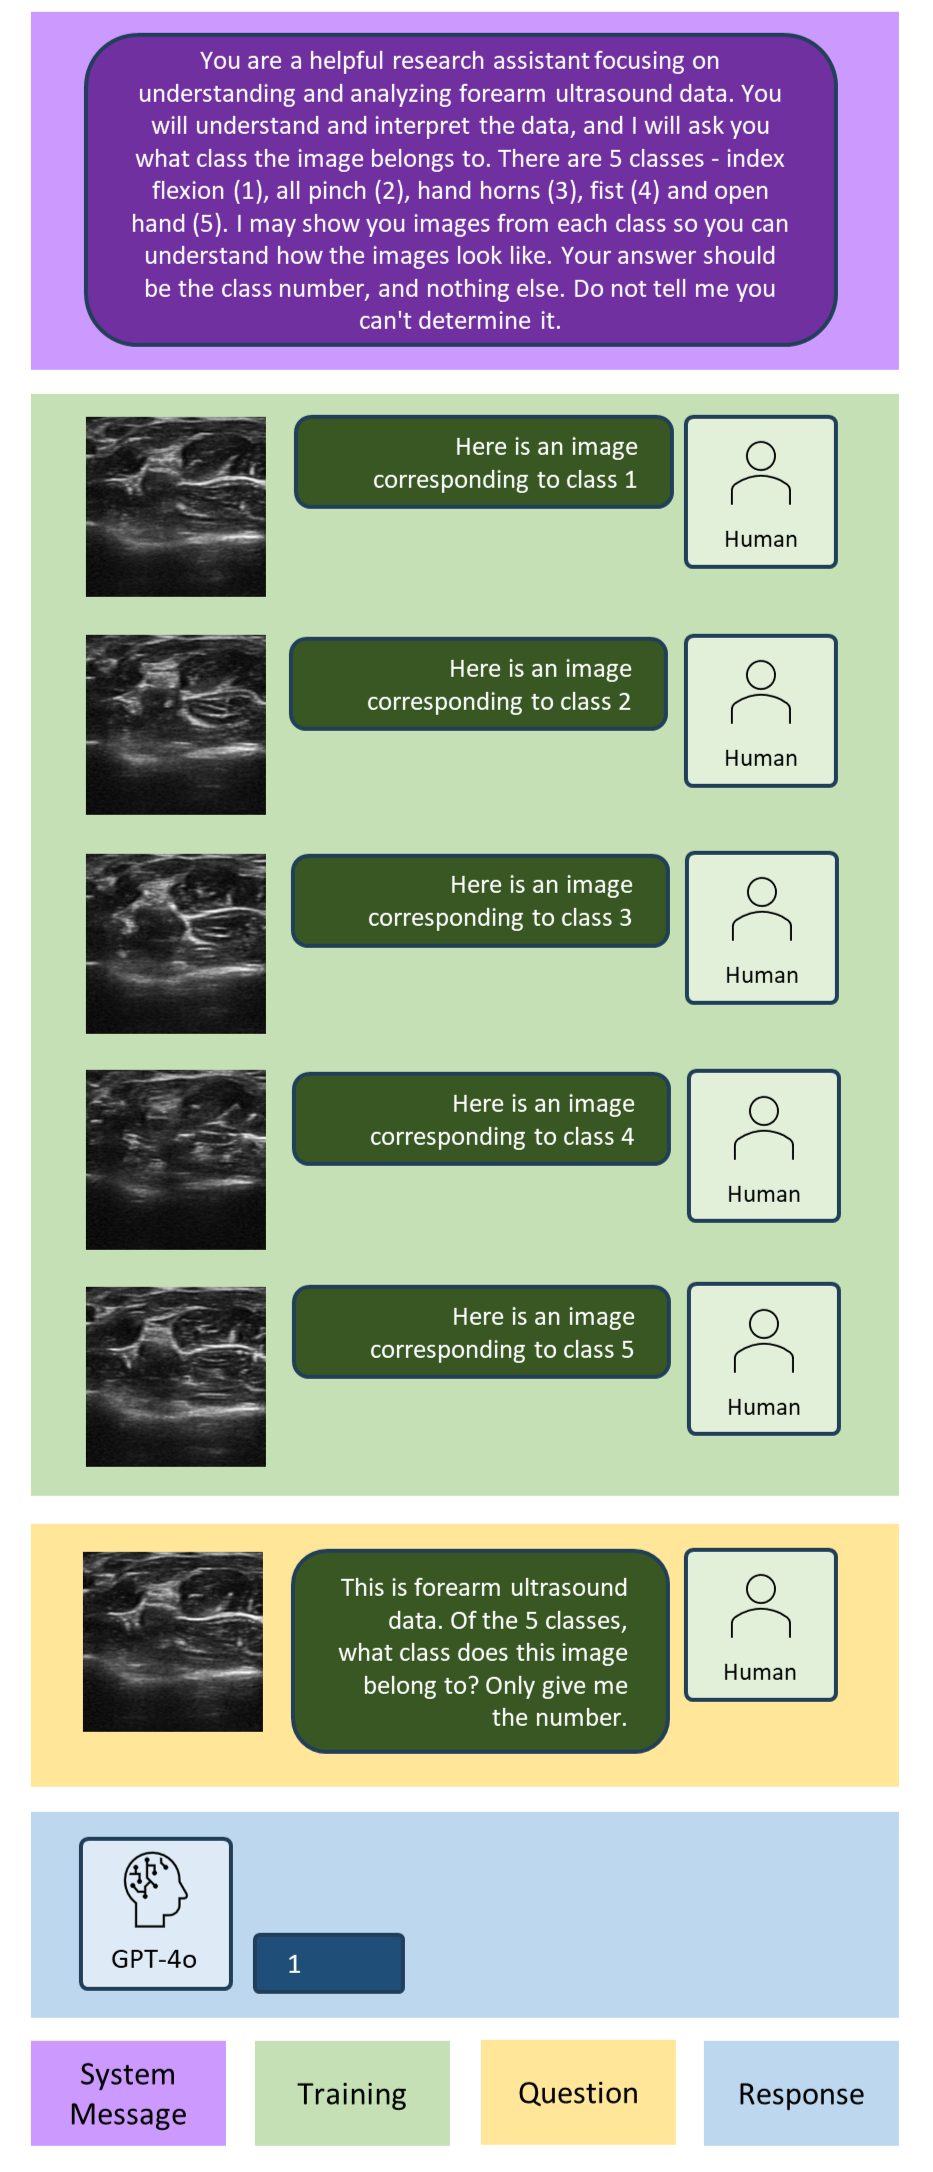 You are a helpful research assistant focusing on
understanding and analyzing forearm ultrasound data. You
will understand and interpret the data, and I will ask you
what class the image belongs to. There are 5 classes - index
flexion (1), all pinch (2), hand horns (3), fist (4) and open
hand (5). I may show you images from each class so you can
understand how the images look like. Your answer should
be the class number, and nothing else. Do not tell me you
can't determine it.
Here is an image
corresponding to class 1
Human
Here is an image
corresponding to class 2
Human
Here is an image
corresponding to class 3
Human
Here is an image
corresponding to class 4
Human
Here is an image
corresponding to class 5
Human
This is forearm ultrasound
data. Of the 5 classes,
what class does this image
belong to? Only give me
the number.
Human
GPT-4o
1
System
Message
Training
Question
Response